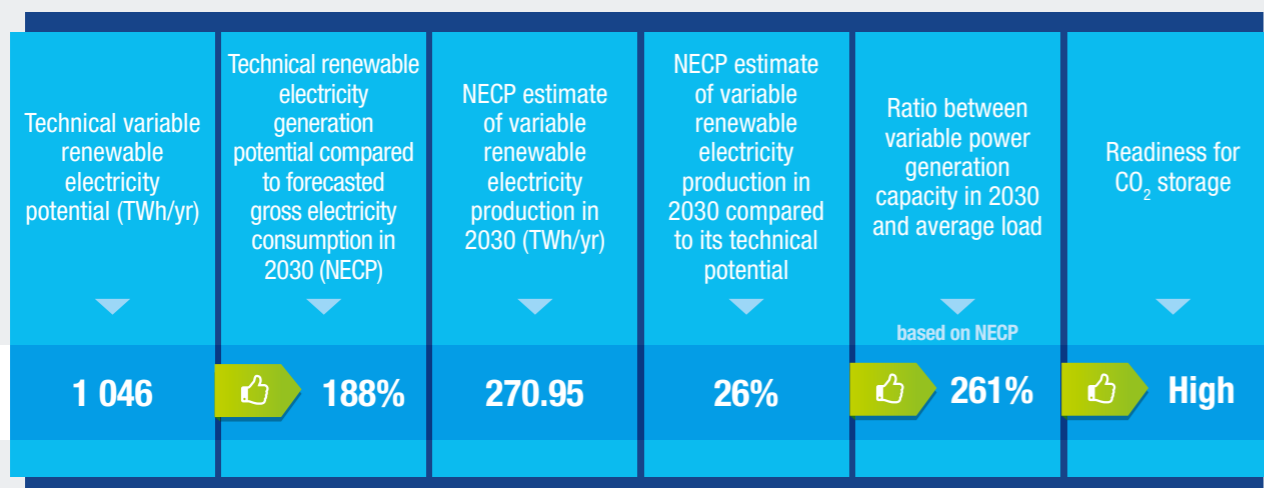 Technical variable
renewable
electricity
potential (TWh/yr)
Technical renewable
electricity
generation
potential compared
to forecasted
gross electricity
consumption in
2030 (NECP)
NECP estimate
of variable
renewable
electricity
production in
2030 (TWh/yr)
NECP estimate
of variable
renewable
electricity
production in
2030 compared
to its technical
potential
Ratio between
variable power
generation
capacity in 2030
and average load
Readiness for
CO₂ storage
based on NECP
1 046
188%
270.95
26%
261%
High